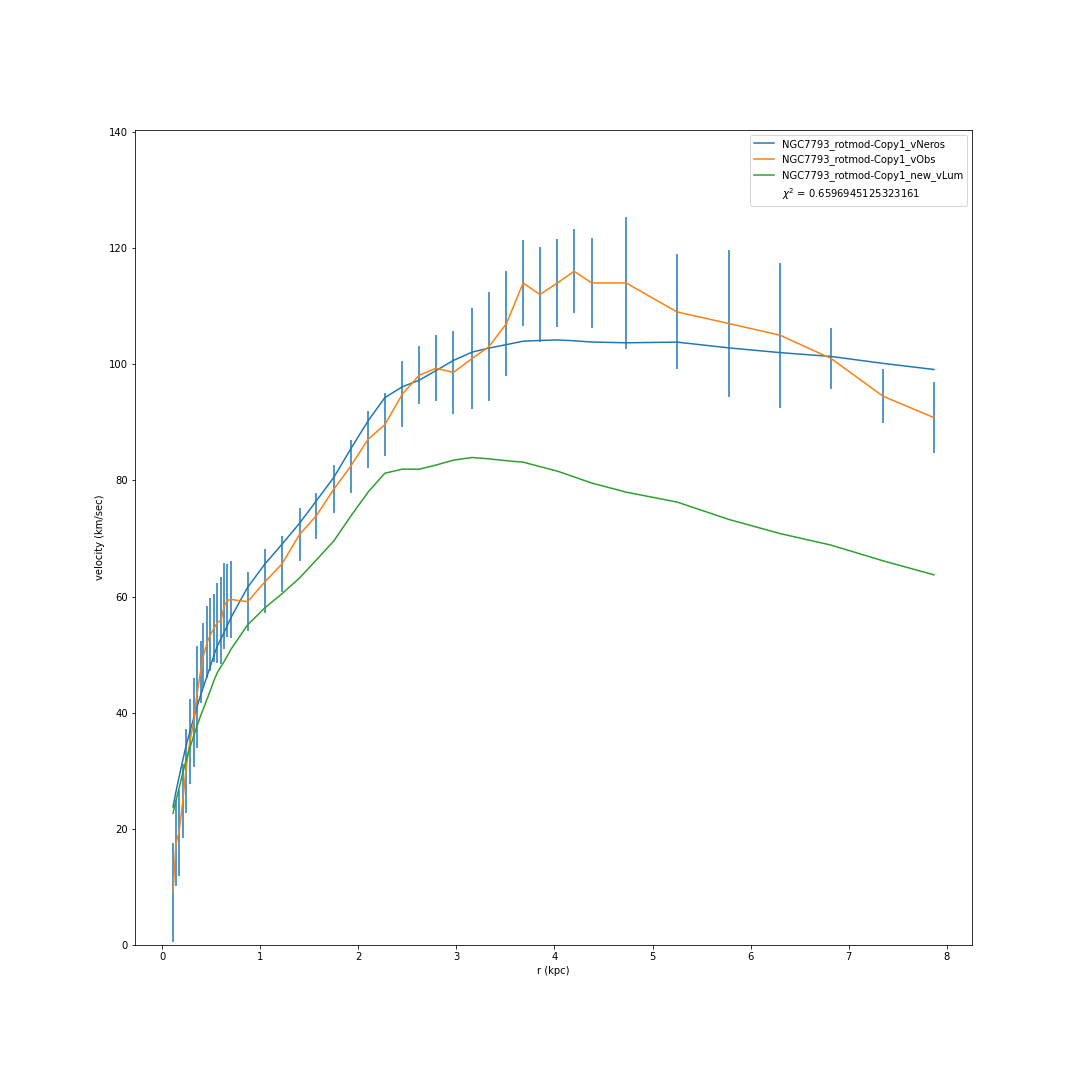 NGC7793_rotmod-Copy1_vNeros
NGC7793_rotmod-Copy1_vObs
NGC7793_rotmod-Copy1_new_vLum
χ² = 0.6596945125323161
140
120
100
80
60
40
20
0
velocity (km/sec)
0 1 2 3 4 5 6 7 8
r (kpc)